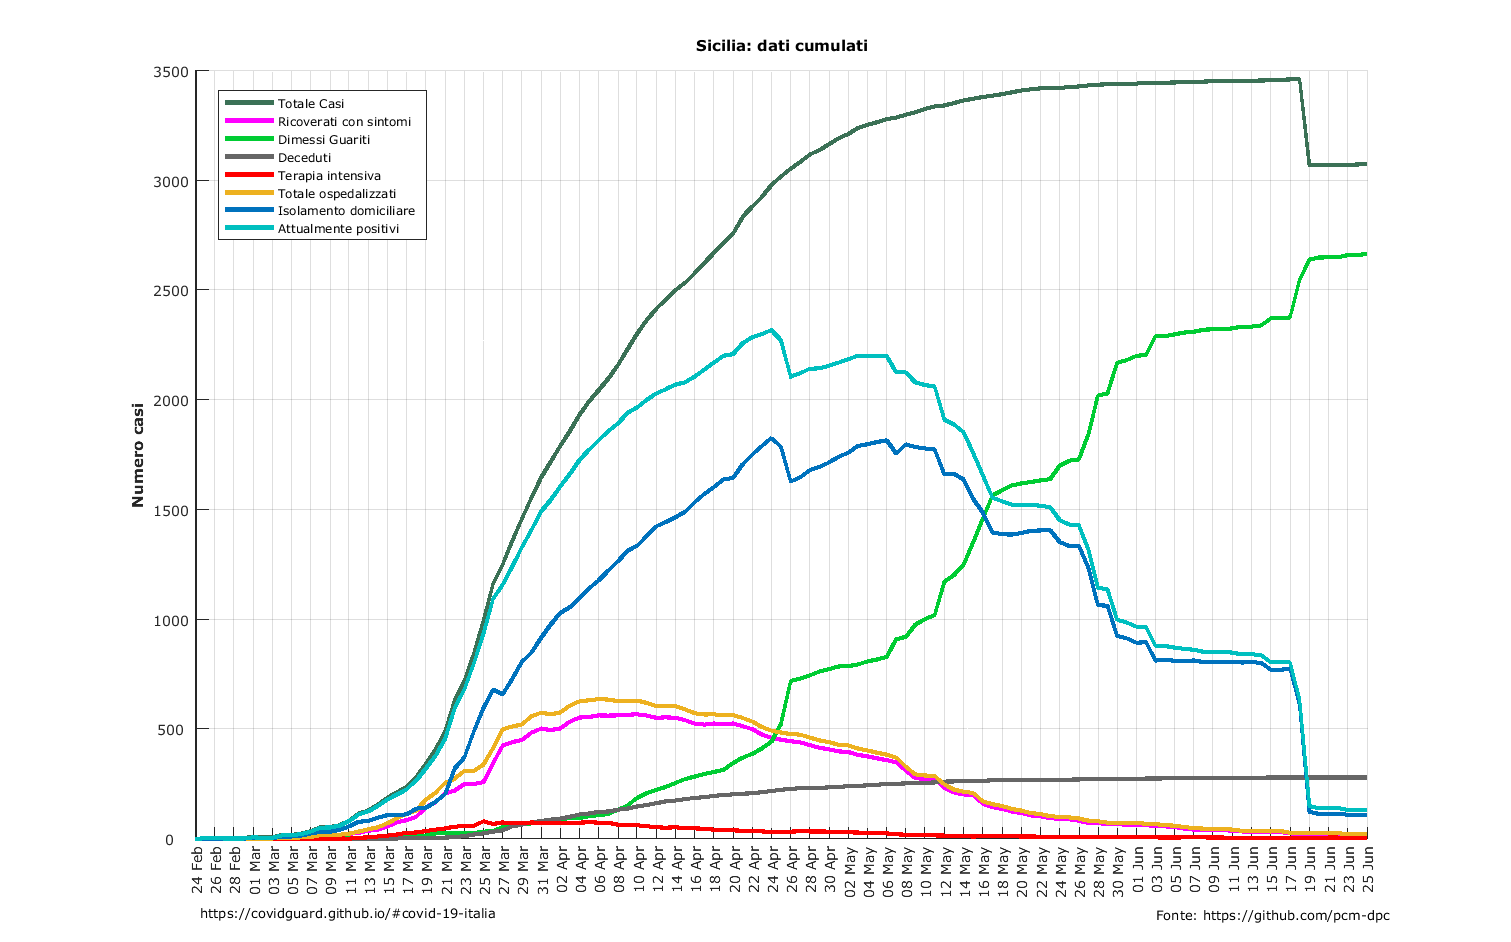 Sicilia: dati cumulati
3500
3000
2500
2000
1500
1000
500
0
Numero casi
Totale Casi
Ricoverati con sintomi
Dimessi Guariti
Deceduti
Terapia intensiva
Totale ospedalizzati
Isolamento domiciliare
Attualmente positivi
24 Feb
26 Feb
28 Feb
01 Mar
03 Mar
05 Mar
07 Mar
09 Mar
11 Mar
13 Mar
15 Mar
17 Mar
19 Mar
21 Mar
23 Mar
25 Mar
27 Mar
29 Mar
31 Mar
02 Apr
04 Apr
06 Apr
08 Apr
10 Apr
12 Apr
14 Apr
16 Apr
18 Apr
20 Apr
22 Apr
24 Apr
26 Apr
28 Apr
30 Apr
02 May
04 May
06 May
08 May
10 May
12 May
14 May
16 May
18 May
20 May
22 May
24 May
26 May
28 May
30 May
01 Jun
03 Jun
05 Jun
07 Jun
09 Jun
11 Jun
13 Jun
15 Jun
17 Jun
19 Jun
21 Jun
23 Jun
25 Jun
https://covidguard.github.io/#covid-19-italia
Fonte: https://github.com/pcm-dpc